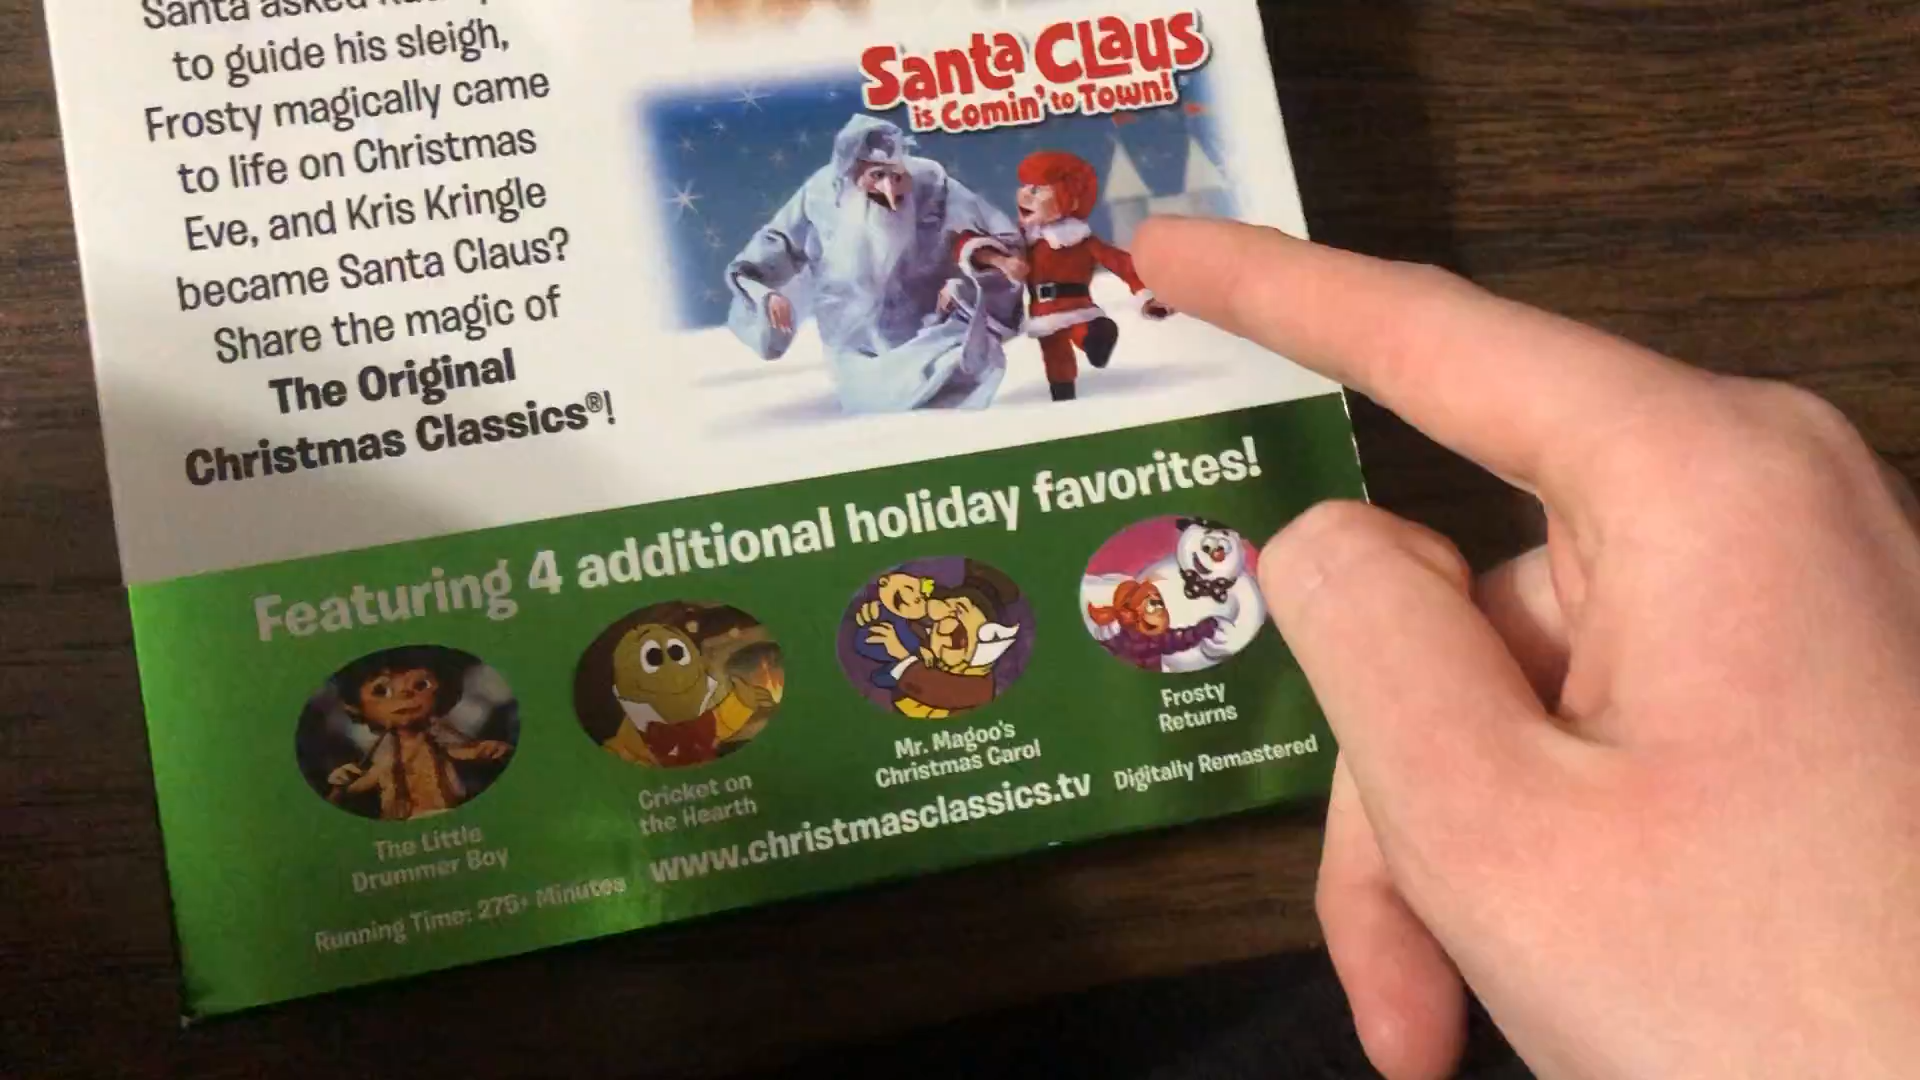 Santa asked
to guide his sleigh,
Frosty magically came
to life on Christmas
Eve, and Kris Kringle
became Santa Claus?
Share the magic of
The Original
Christmas Classics®!
Santa Claus
is Comin' to Town!
Featuring 4 additional holiday favorites!
The Little
Drummer Boy
Cricket on
the Hearth
Mr. Magoo's
Christmas Carol
Frosty
Returns
Running Time: 275+ Minutes
www.christmasclassics.tv
Digitally Remastered